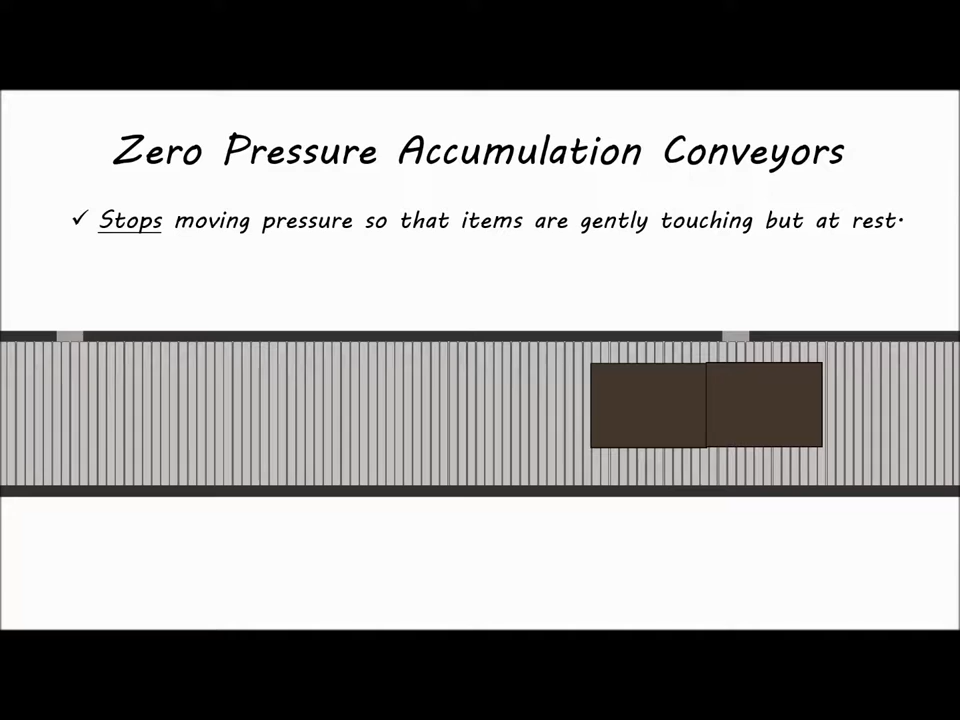 Zero Pressure Accumulation Conveyors
✓ Stops moving pressure so that items are gently touching but at rest.